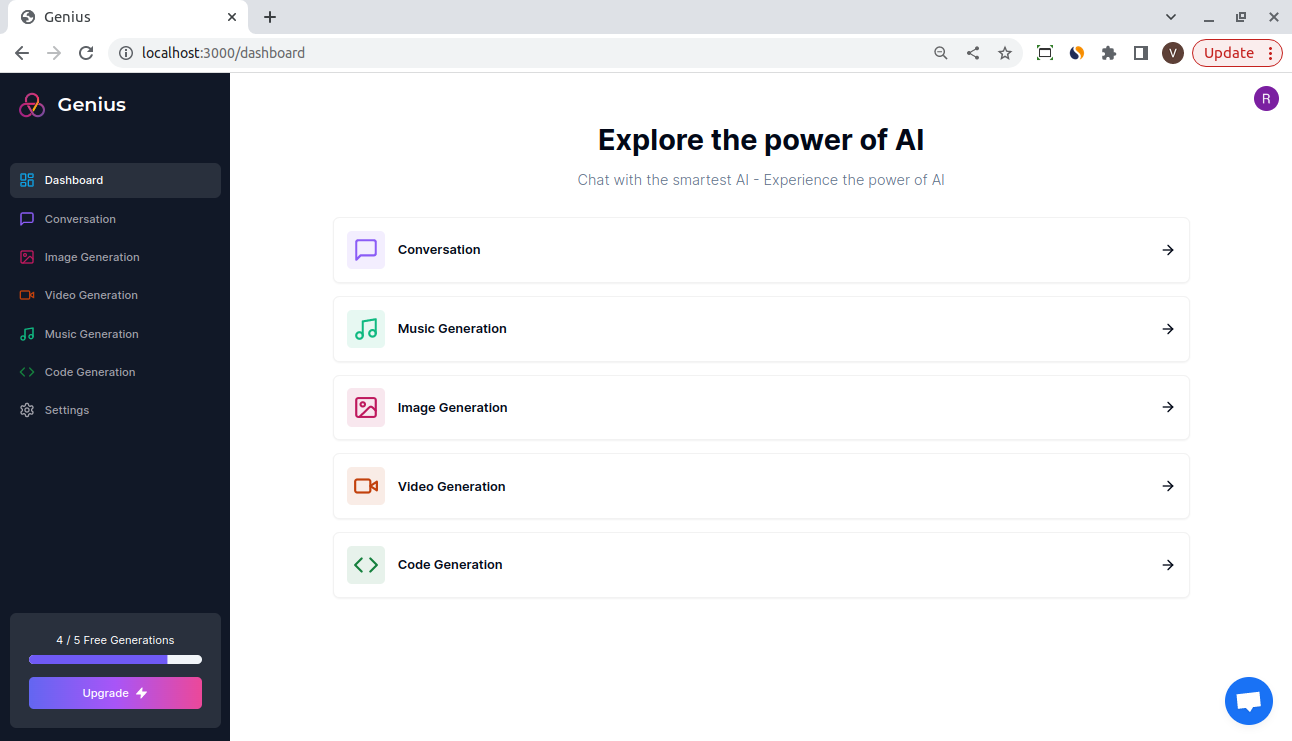 Genius
localhost:3000/dashboard
V
Update
Genius
R
Explore the power of AI
Chat with the smartest AI - Experience the power of AI
Dashboard
Conversation
Image Generation
Video Generation
Music Generation
Code Generation
Settings
Conversation
Music Generation
Image Generation
Video Generation
Code Generation
4 / 5 Free Generations
Upgrade